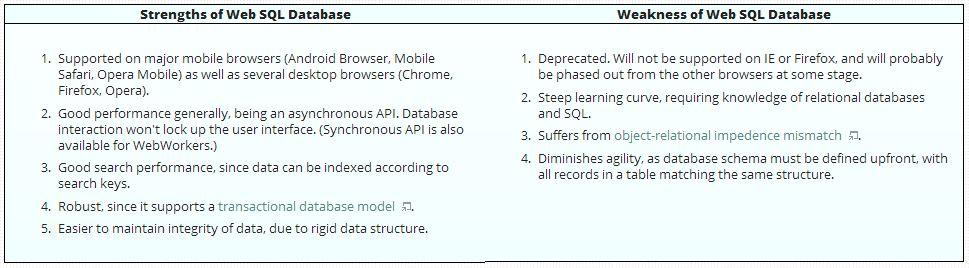 Strengths of Web SQL Database
1. Supported on major mobile browsers (Android Browser, Mobile
Safari, Opera Mobile) as well as several desktop browsers (Chrome,
Firefox, Opera).
2. Good performance generally, being an asynchronous API. Database
interaction won't lock up the user interface. (Synchronous API is also
available for WebWorkers.)
3. Good search performance, since data can be indexed according to
search keys.
4. Robust, since it supports a transactional database model.
5. Easier to maintain integrity of data, due to rigid data structure.
Weakness of Web SQL Database
1. Deprecated. Will not be supported on IE or Firefox, and will probably
be phased out from the other browsers at some stage.
2. Steep learning curve, requiring knowledge of relational databases
and SQL.
3. Suffers from object-relational impedence mismatch.
4. Diminishes agility, as database schema must be defined upfront, with
all records in a table matching the same structure.